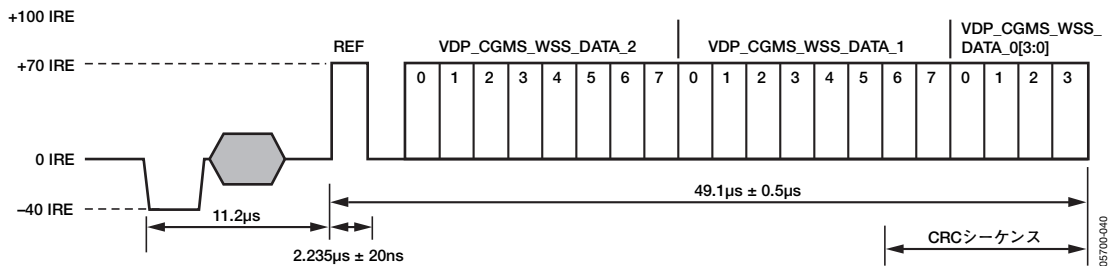 +100 IRE
REF
VDP_CGMS_WSS_DATA_2
VDP_CGMS_WSS_DATA_1
VDP_CGMS_WSS_
DATA_0[3:0]
+70 IRE
0 1 2 3 4 5 6 7 0 1 2 3 4 5 6 7 0 1 2 3
0 IRE
49.1µs ± 0.5µs
–40 IRE
11.2µs
CRCシーケンス
2.235µs ± 20ns
05700-040